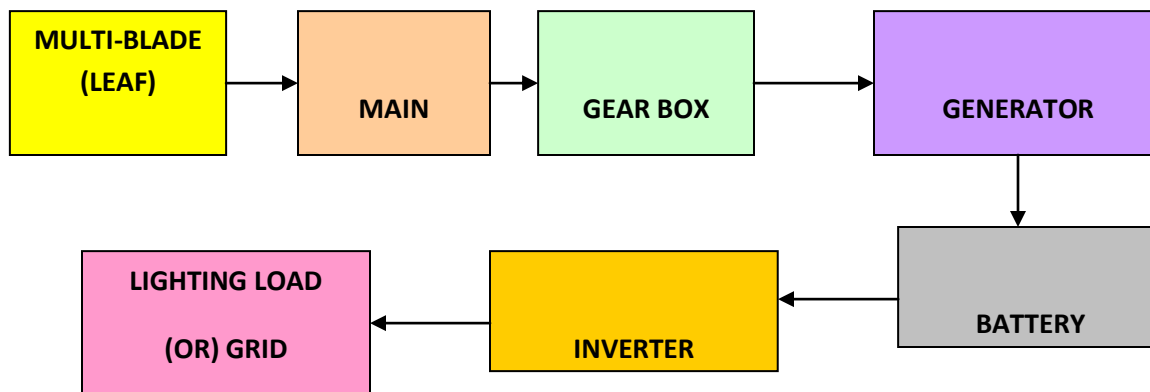 MULTI-BLADE
(LEAF)
MAIN
GEAR BOX
GENERATOR
LIGHTING LOAD
(OR) GRID
INVERTER
BATTERY